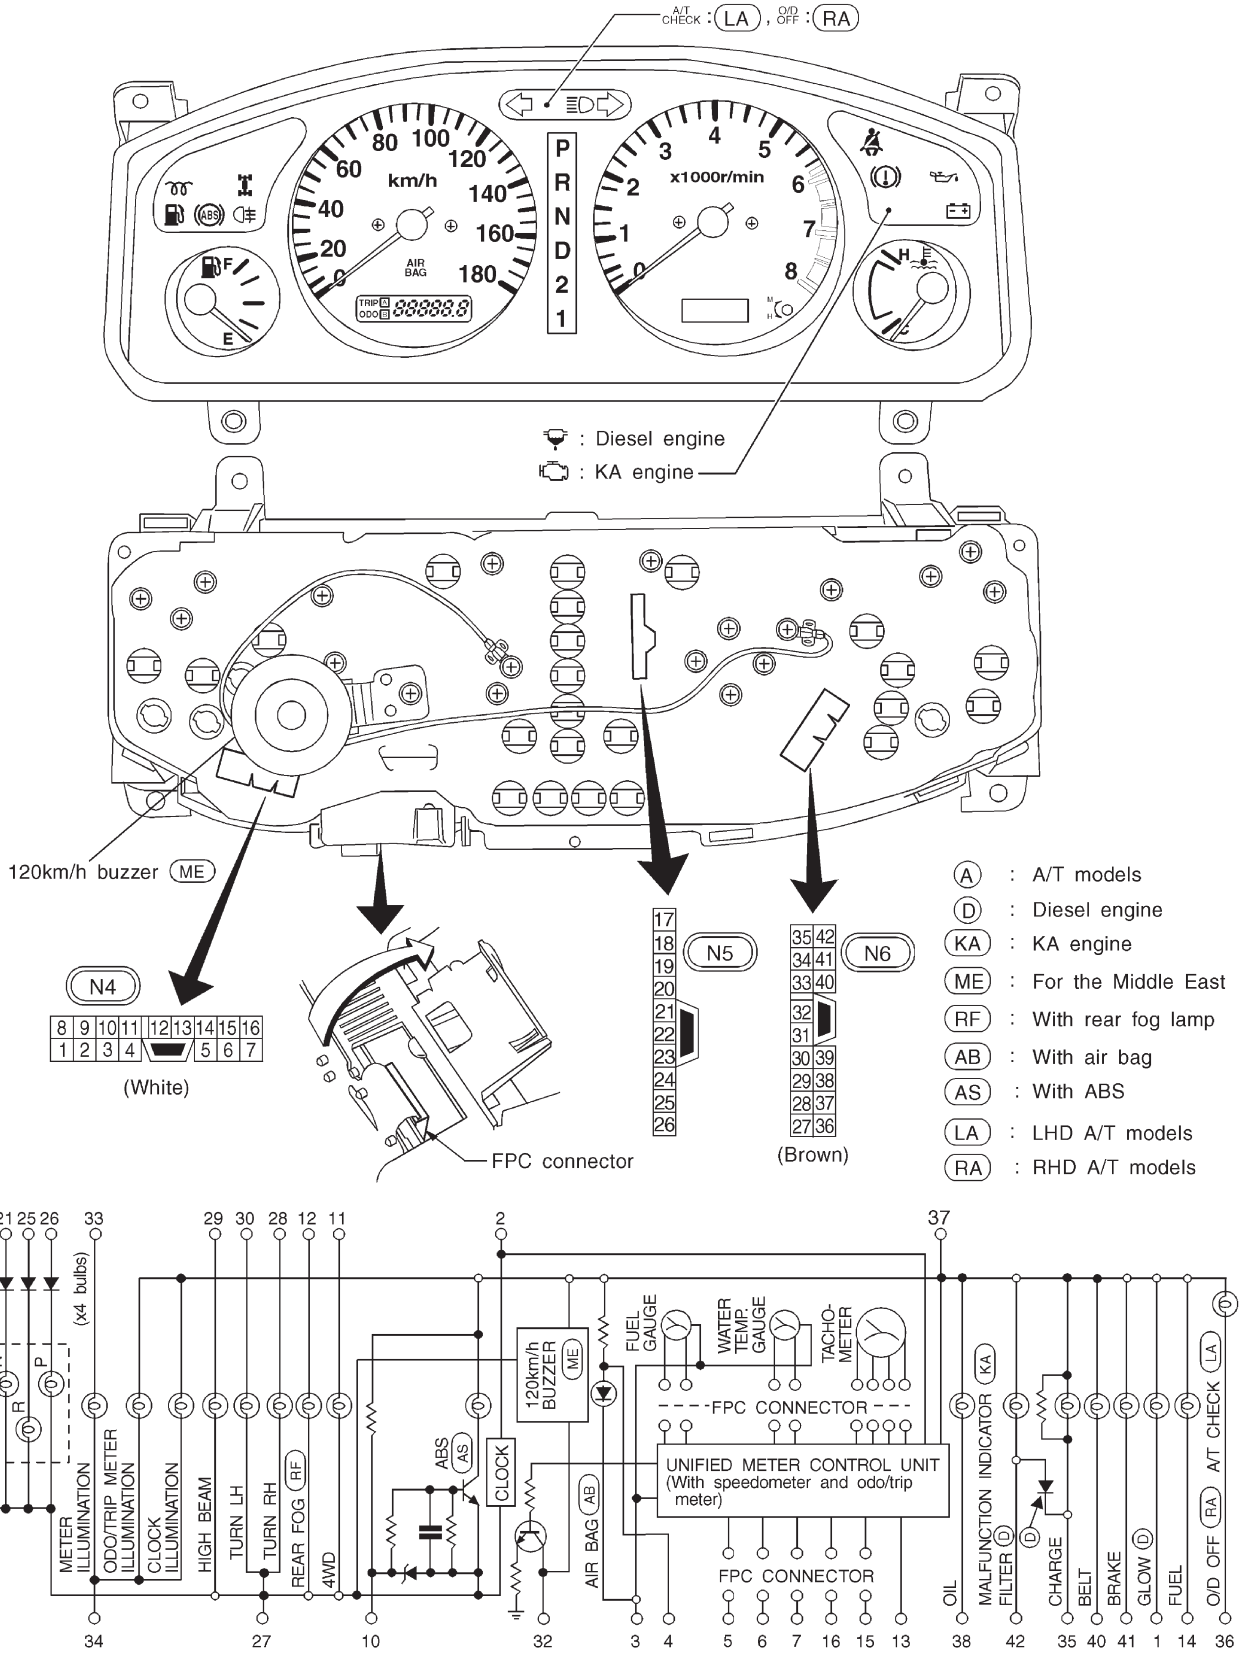 A/T CHECK : LA , O/D OFF : RA
80 100
60 120
40 km/h 140
20 160
0 AIR BAG 180
TRIP A
ODO B 888888.8
P
R
N
D
2
1
3 4 5
2 x1000r/min 6
1 7
0 8
M
H
ABS
F
E
H
C
: Diesel engine
: KA engine
120km/h buzzer ME
N4
8 9 10 11 12 13 14 15 16
1 2 3 4 5 6 7
(White)
FPC connector
N5
17
18
19
20
21
22
23
24
25
26
N6
35 42
34 41
33 40
32
31
30 39
29 38
28 37
27 36
(Brown)
A : A/T models
D : Diesel engine
KA : KA engine
ME : For the Middle East
RF : With rear fog lamp
AB : With air bag
AS : With ABS
LA : LHD A/T models
RA : RHD A/T models
21 25 26 33 29 30 28 12 11 2 37
(x4 bulbs)
R
P
METER ILLUMINATION
ODO/TRIP METER ILLUMINATION
CLOCK ILLUMINATION
HIGH BEAM
TURN LH
TURN RH
REAR FOG RF
4WD
ABS AS
CLOCK
120km/h BUZZER ME
AIR BAG AB
FUEL GAUGE
WATER TEMP. GAUGE
TACHO-METER
FPC CONNECTOR
UNIFIED METER CONTROL UNIT
(With speedometer and odo/trip
meter)
FPC CONNECTOR
OIL
MALFUNCTION INDICATOR KA
FILTER D
D
CHARGE
BELT
BRAKE
GLOW D
FUEL
O/D OFF RA A/T CHECK LA
34 27 10 32 3 4 5 6 7 16 15 13 38 42 35 40 41 1 14 36